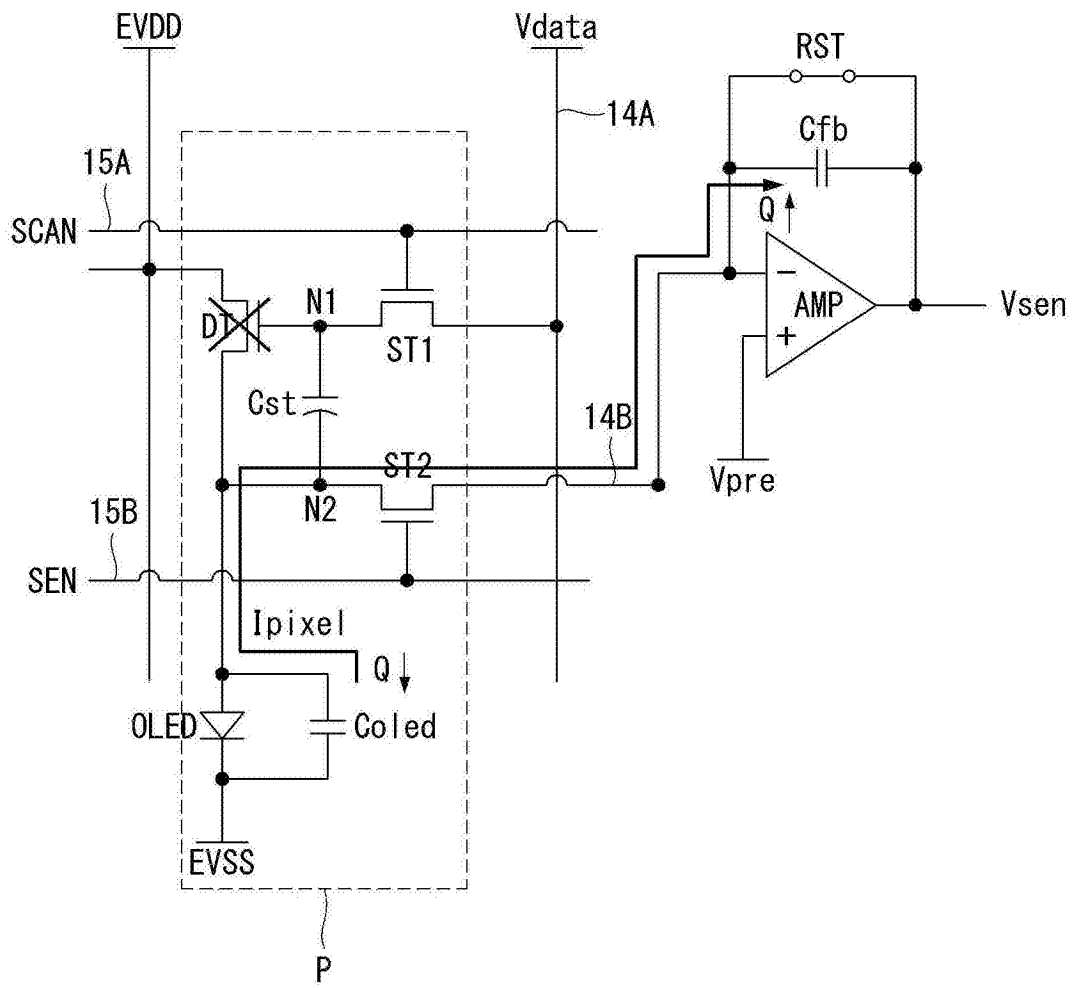 EVDD
Vdata
RST
14A
Cfb
15A
Q
SCAN
N1
DT
AMP
−
+
Vsen
ST1
Cst
14B
ST2
Vpre
15B
N2
SEN
Ipixel
Q
OLED
Coled
EVSS
P